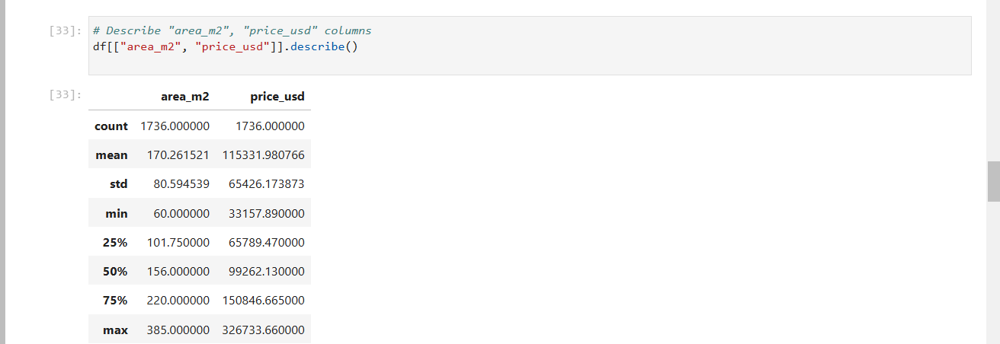 [33]: # Describe "area_m2", "price_usd" columns
df[["area_m2", "price_usd"]].describe()
[33]: area_m2 price_usd
count 1736.000000 1736.000000
mean 170.261521 115331.980766
std 80.594539 65426.173873
min 60.000000 33157.890000
25% 101.750000 65789.470000
50% 156.000000 99262.130000
75% 220.000000 150846.665000
max 385.000000 326733.660000